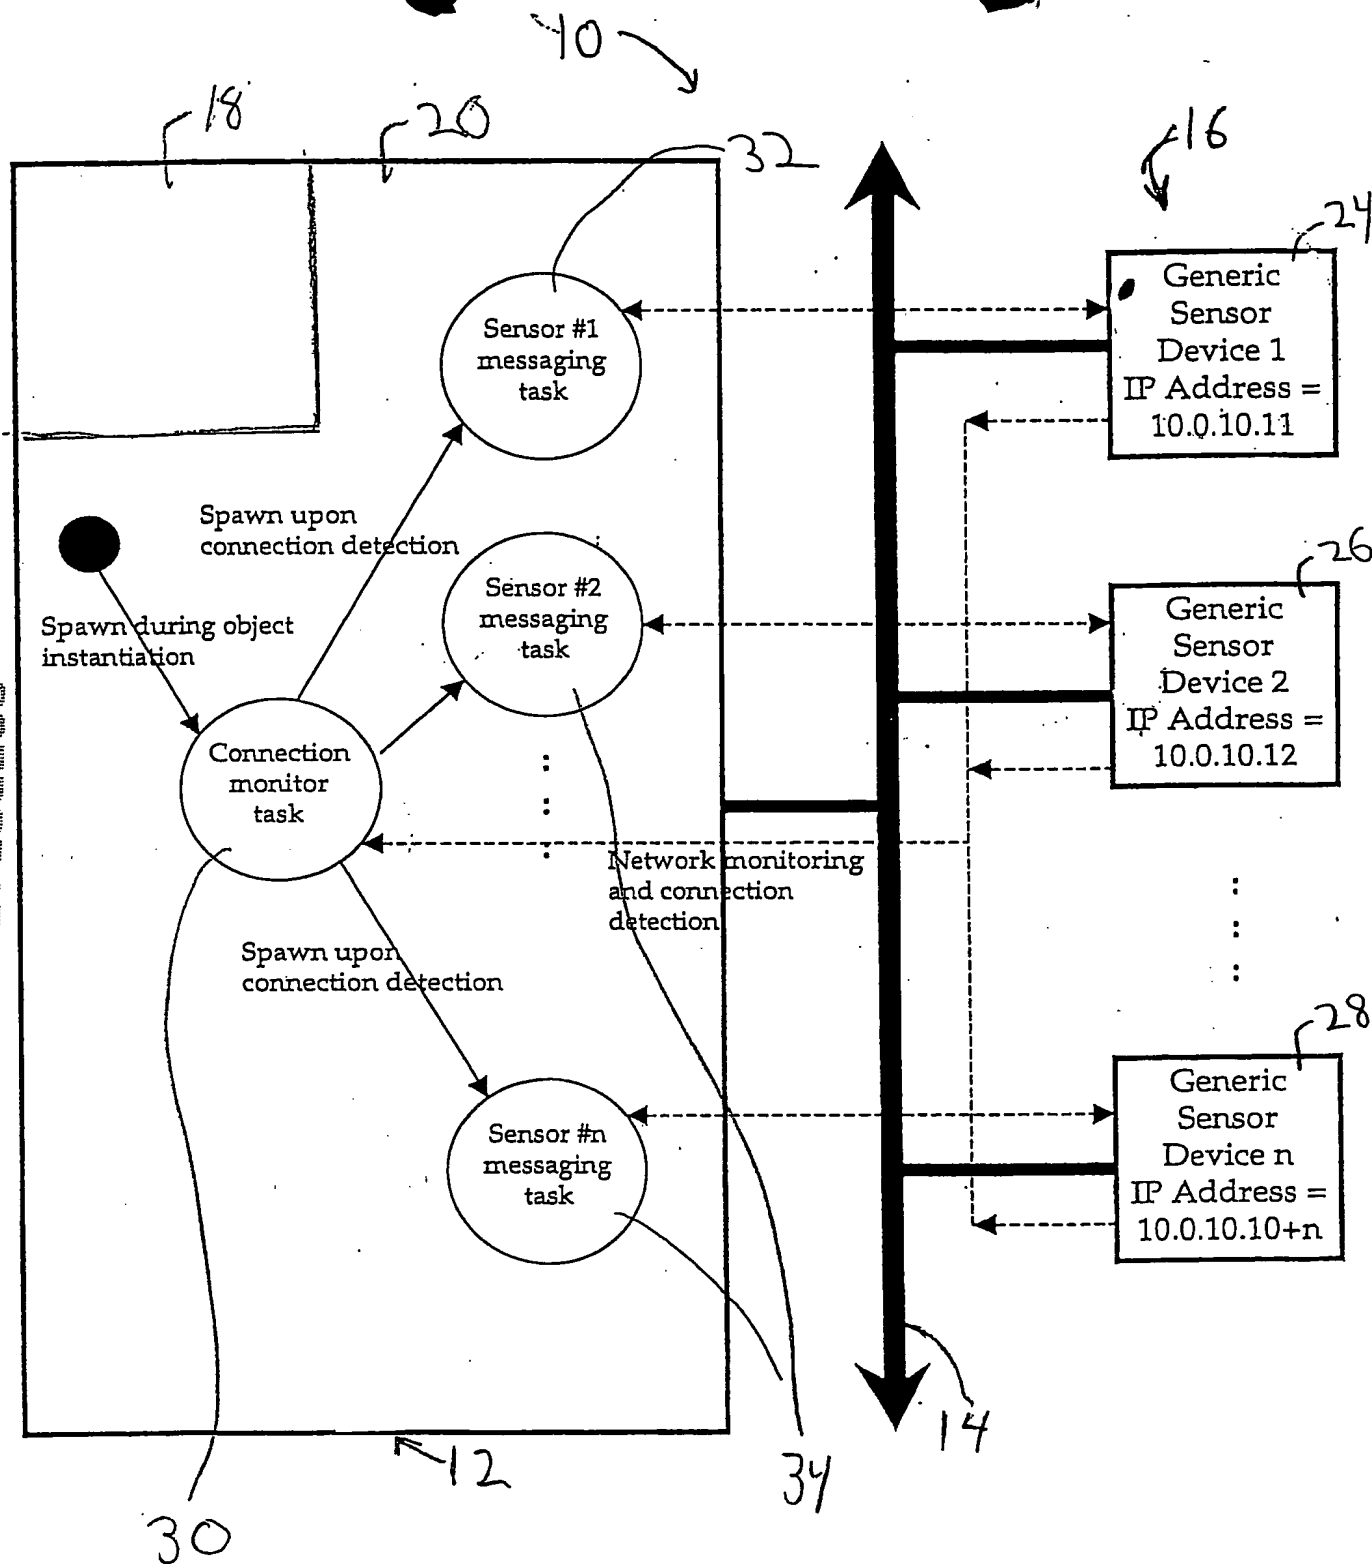 10
18
20
32
16
24
Generic
Sensor
Device 1
IP Address =
10.0.10.11
Sensor #1
messaging
task
Spawn upon
connection detection
26
Sensor #2
messaging
task
Generic
Sensor
Device 2
IP Address =
10.0.10.12
Spawn during object
instantiation
Connection
monitor
task
Network monitoring
and connection
detection
Spawn upon
connection detection
28
Generic
Sensor
Device n
IP Address =
10.0.10.10+n
Sensor #n
messaging
task
14
12
34
30